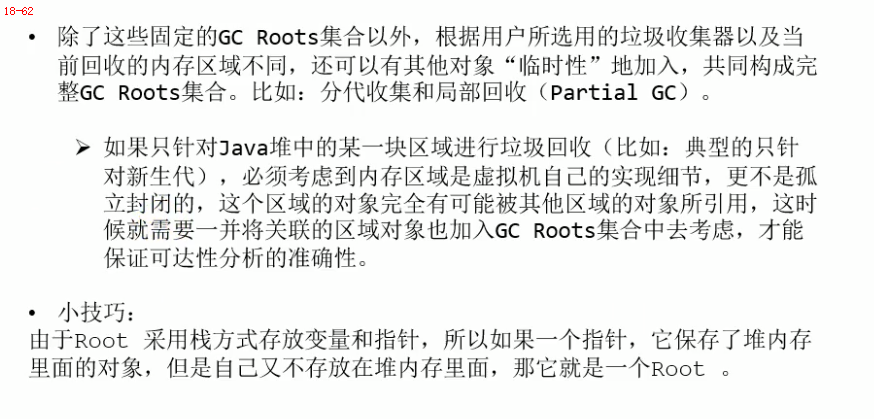 18-62
• 除了这些固定的GC Roots集合以外，根据用户所选用的垃圾收集器以及当
前回收的内存区域不同，还可以有其他对象“临时性”地加入，共同构成完
整GC Roots集合。比如：分代收集和局部回收（Partial GC）。
➢ 如果只针对Java堆中的某一块区域进行垃圾回收（比如：典型的只针
对新生代），必须考虑到内存区域是虚拟机自己的实现细节，更不是孤
立封闭的，这个区域的对象完全有可能被其他区域的对象所引用，这时
候就需要一并将关联的区域对象也加入GC Roots集合中去考虑，才能
保证可达性分析的准确性。
• 小技巧：
由于Root 采用栈方式存放变量和指针，所以如果一个指针，它保存了堆内存
里面的对象，但是自己又不存放在堆内存里面，那它就是一个Root 。